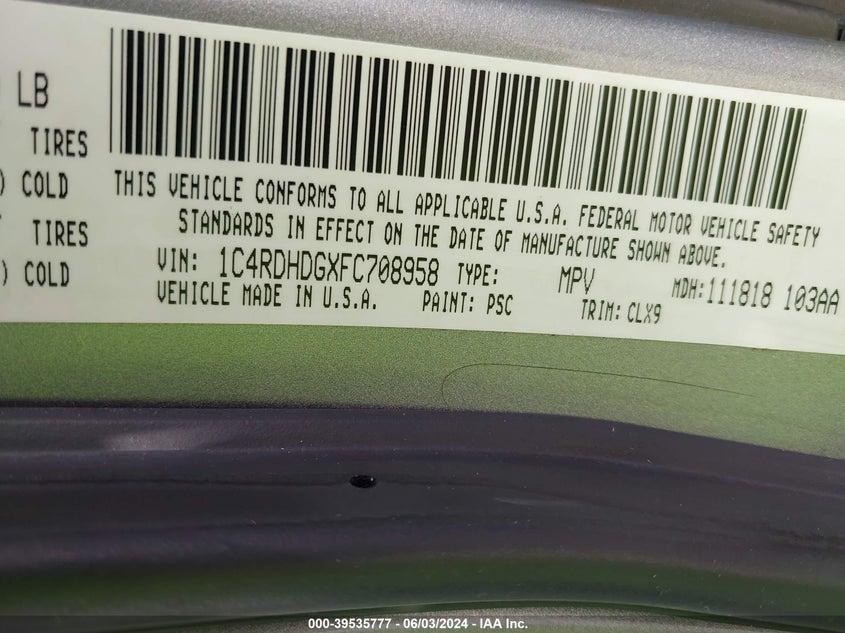 LB
TIRES
) COLD
TIRES
) COLD
THIS VEHICLE CONFORMS TO ALL APPLICABLE U.S.A. FEDERAL MOTOR VEHICLE SAFETY
STANDARDS IN EFFECT ON THE DATE OF MANUFACTURE SHOWN ABOVE.
VIN: 1C4RDHDGXFC708958 TYPE: MPV MDH:111818 103AA
VEHICLE MADE IN U.S.A. PAINT: PSC TRIM: CLX9
000-39535777 - 06/03/2024 - IAA Inc.